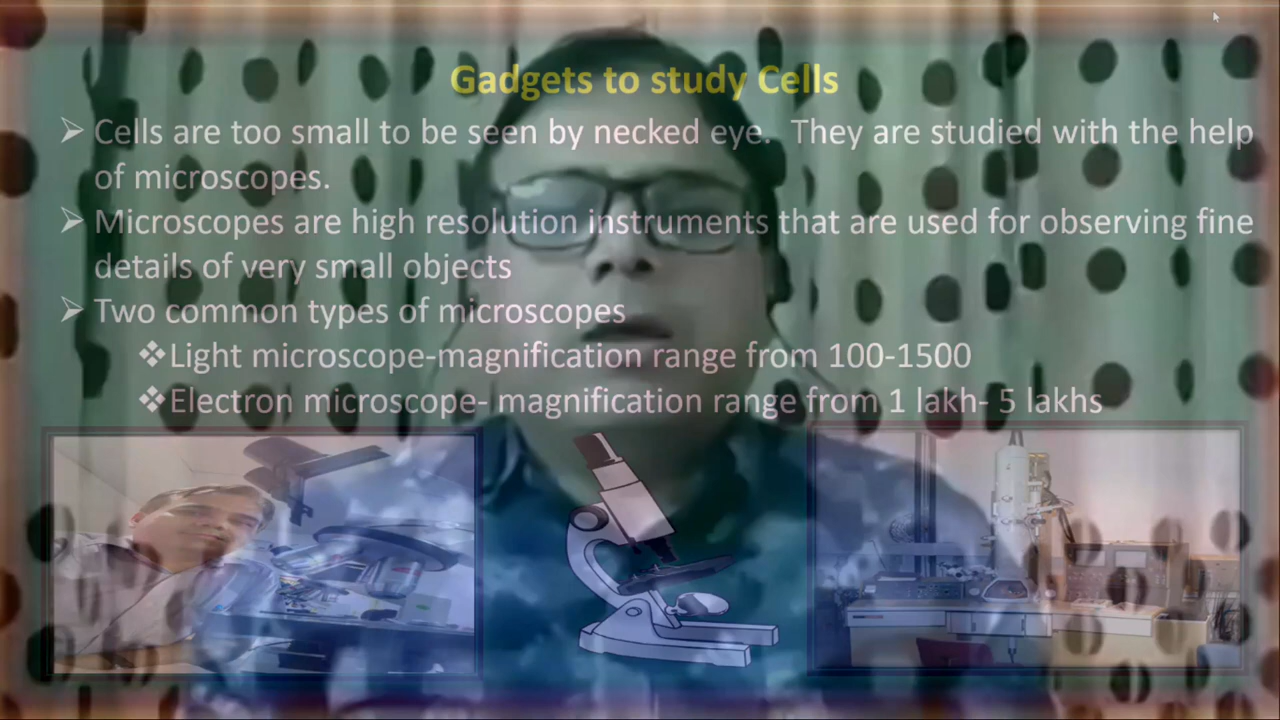 Gadgets to study Cells
➢ Cells are too small to be seen by necked eye. They are studied with the help
of microscopes.
➢ Microscopes are high resolution instruments that are used for observing fine
details of very small objects
➢ Two common types of microscopes
❖Light microscope-magnification range from 100-1500
❖Electron microscope- magnification range from 1 lakh- 5 lakhs